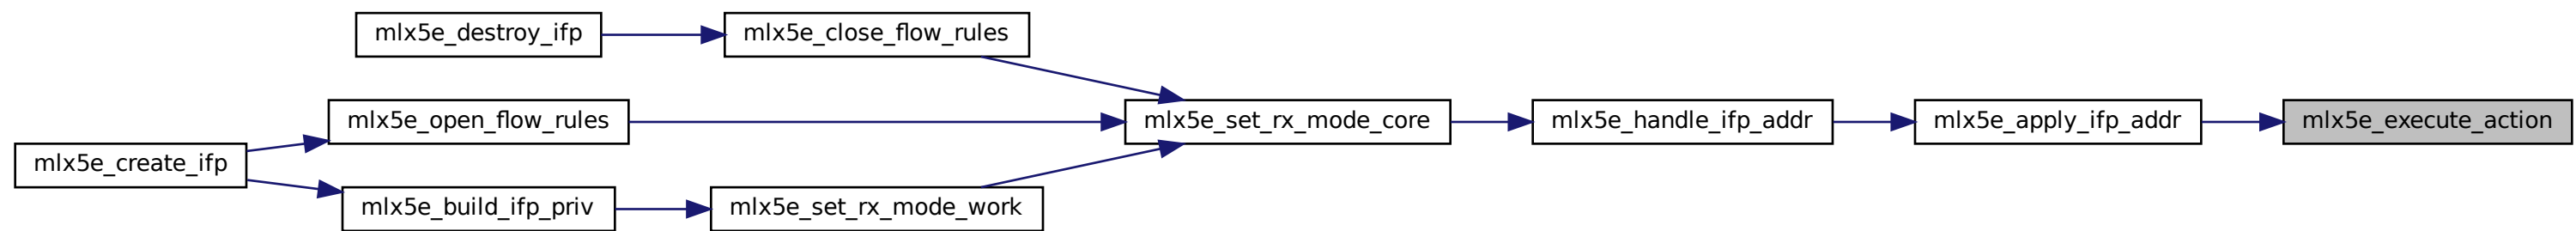 mlx5e_destroy_ifp
mlx5e_close_flow_rules
mlx5e_open_flow_rules
mlx5e_set_rx_mode_core
mlx5e_handle_ifp_addr
mlx5e_apply_ifp_addr
mlx5e_execute_action
mlx5e_create_ifp
mlx5e_build_ifp_priv
mlx5e_set_rx_mode_work